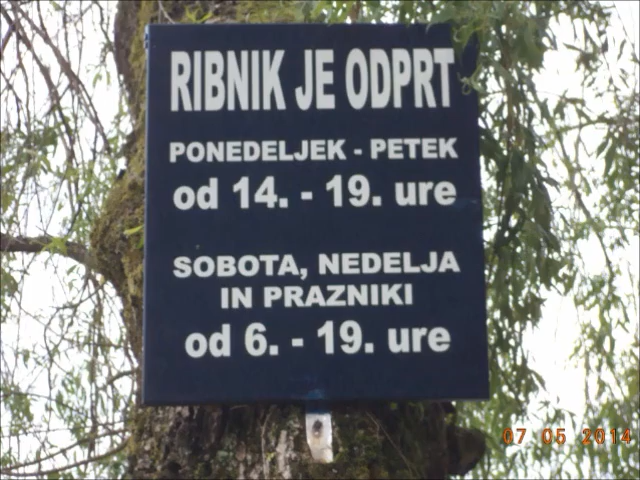 RIBNIK JE ODPRT
PONEDELJEK - PETEK
od 14. - 19. ure
SOBOTA, NEDELJA
IN PRAZNIKI
od 6. - 19. ure
07 05 2014